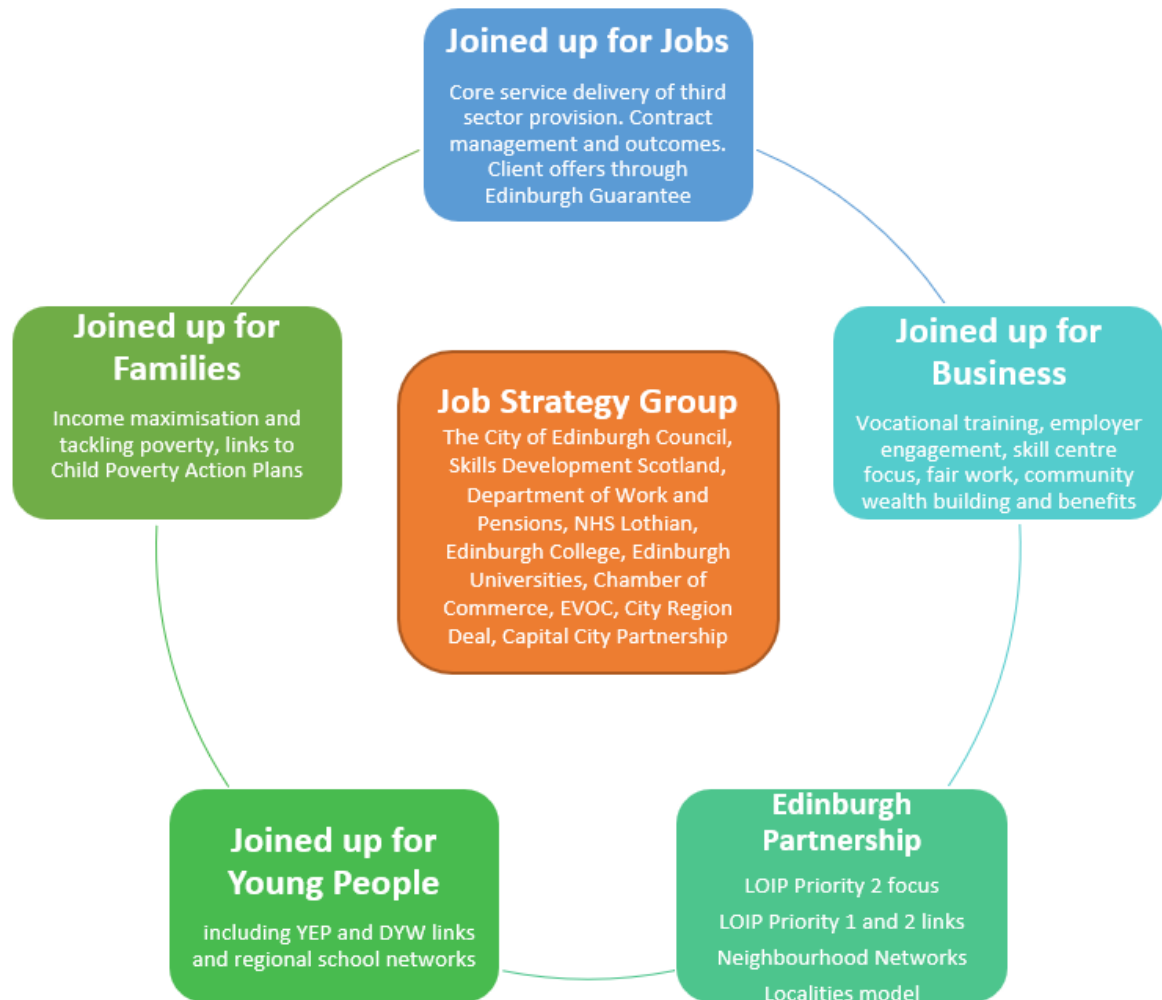 Joined up for Jobs
Core service delivery of third
sector provision. Contract
management and outcomes.
Client offers through
Edinburgh Guarantee
Joined up for
Families
Income maximisation and
tackling poverty, links to
Child Poverty Action Plans
Job Strategy Group
The City of Edinburgh Council,
Skills Development Scotland,
Department of Work and
Pensions, NHS Lothian,
Edinburgh College, Edinburgh
Universities, Chamber of
Commerce, EVOC, City Region
Deal, Capital City Partnership
Joined up for
Business
Vocational training, employer
engagement, skill centre
focus, fair work, community
wealth building and benefits
Joined up for
Young People
including YEP and DYW links
and regional school networks
Edinburgh
Partnership
LOIP Priority 2 focus
LOIP Priority 1 and 2 links
Neighbourhood Networks
Localities model